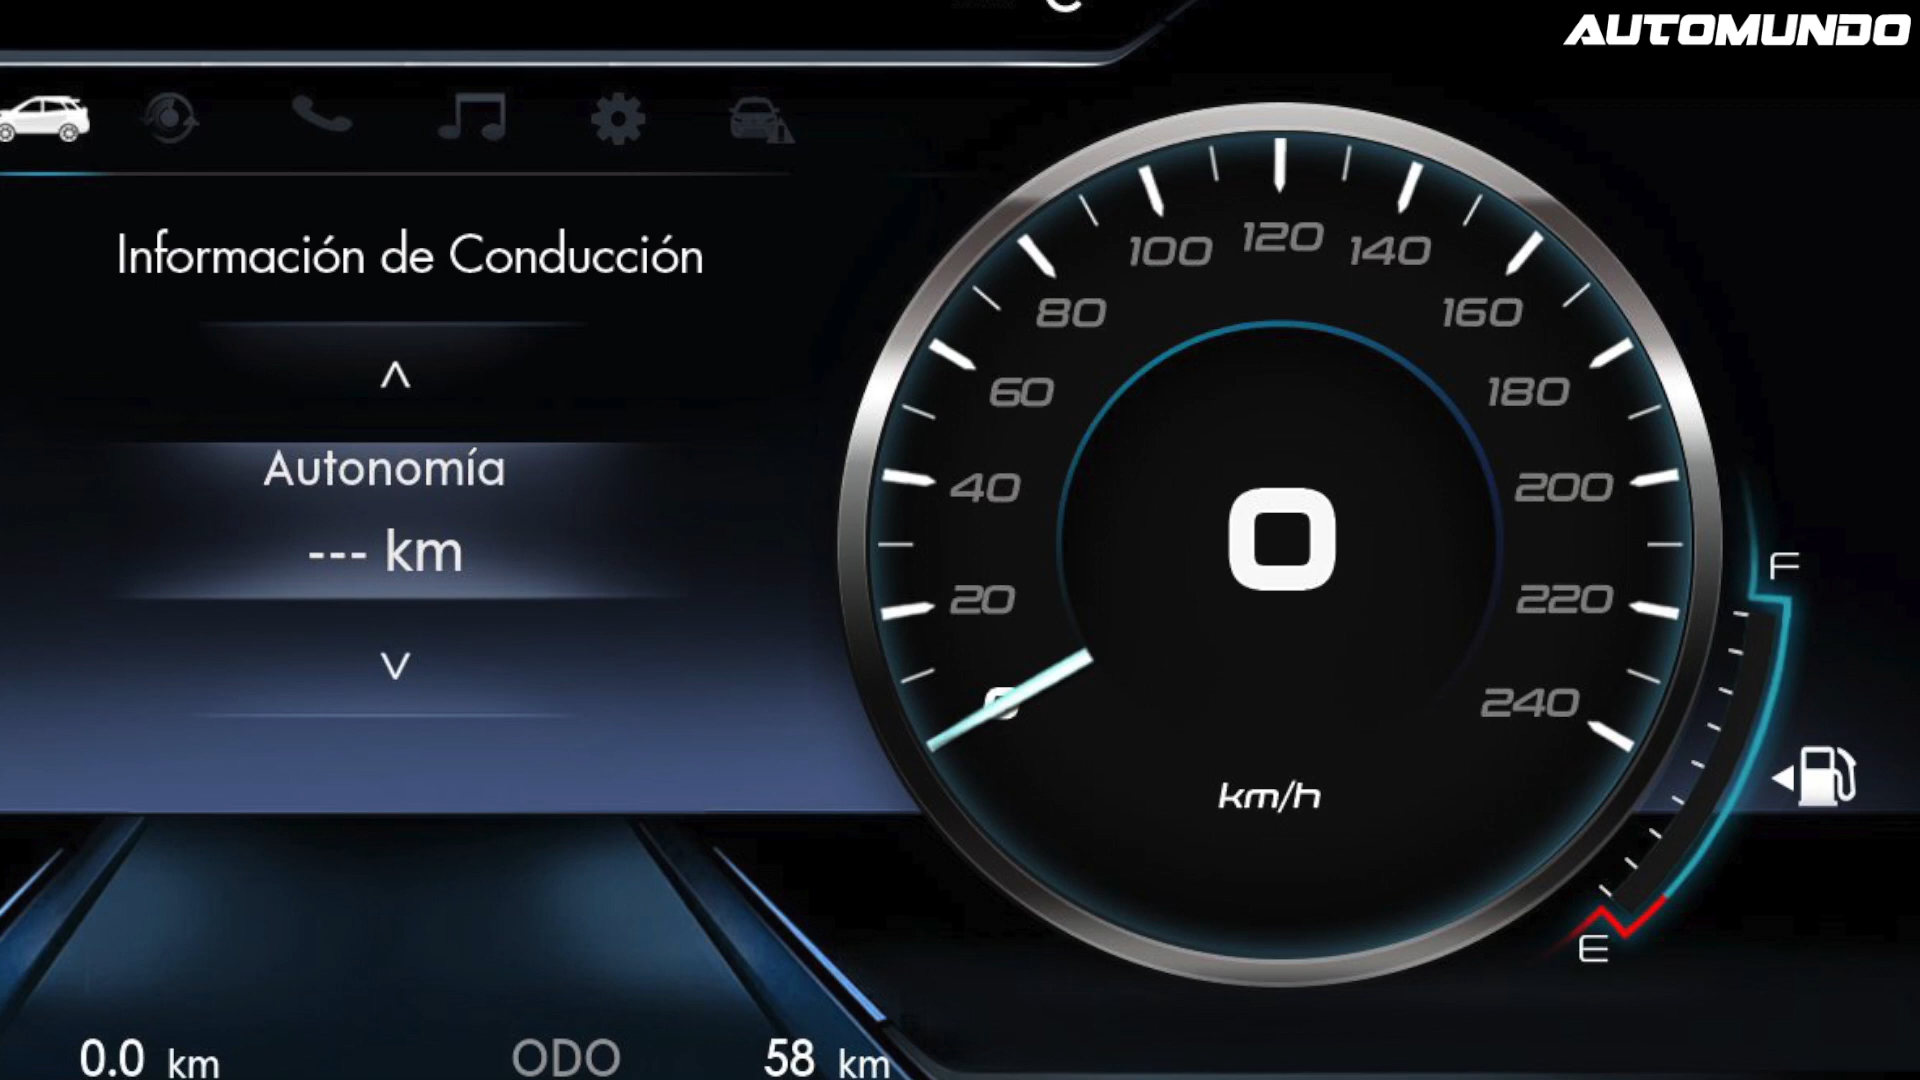 AUTOMUNDO
Información de Conducción
Autonomía
--- km
0.0 km
ODO 58 km
0
20
40
60
80
100
120
140
160
180
200
220
240
0
km/h
F
E